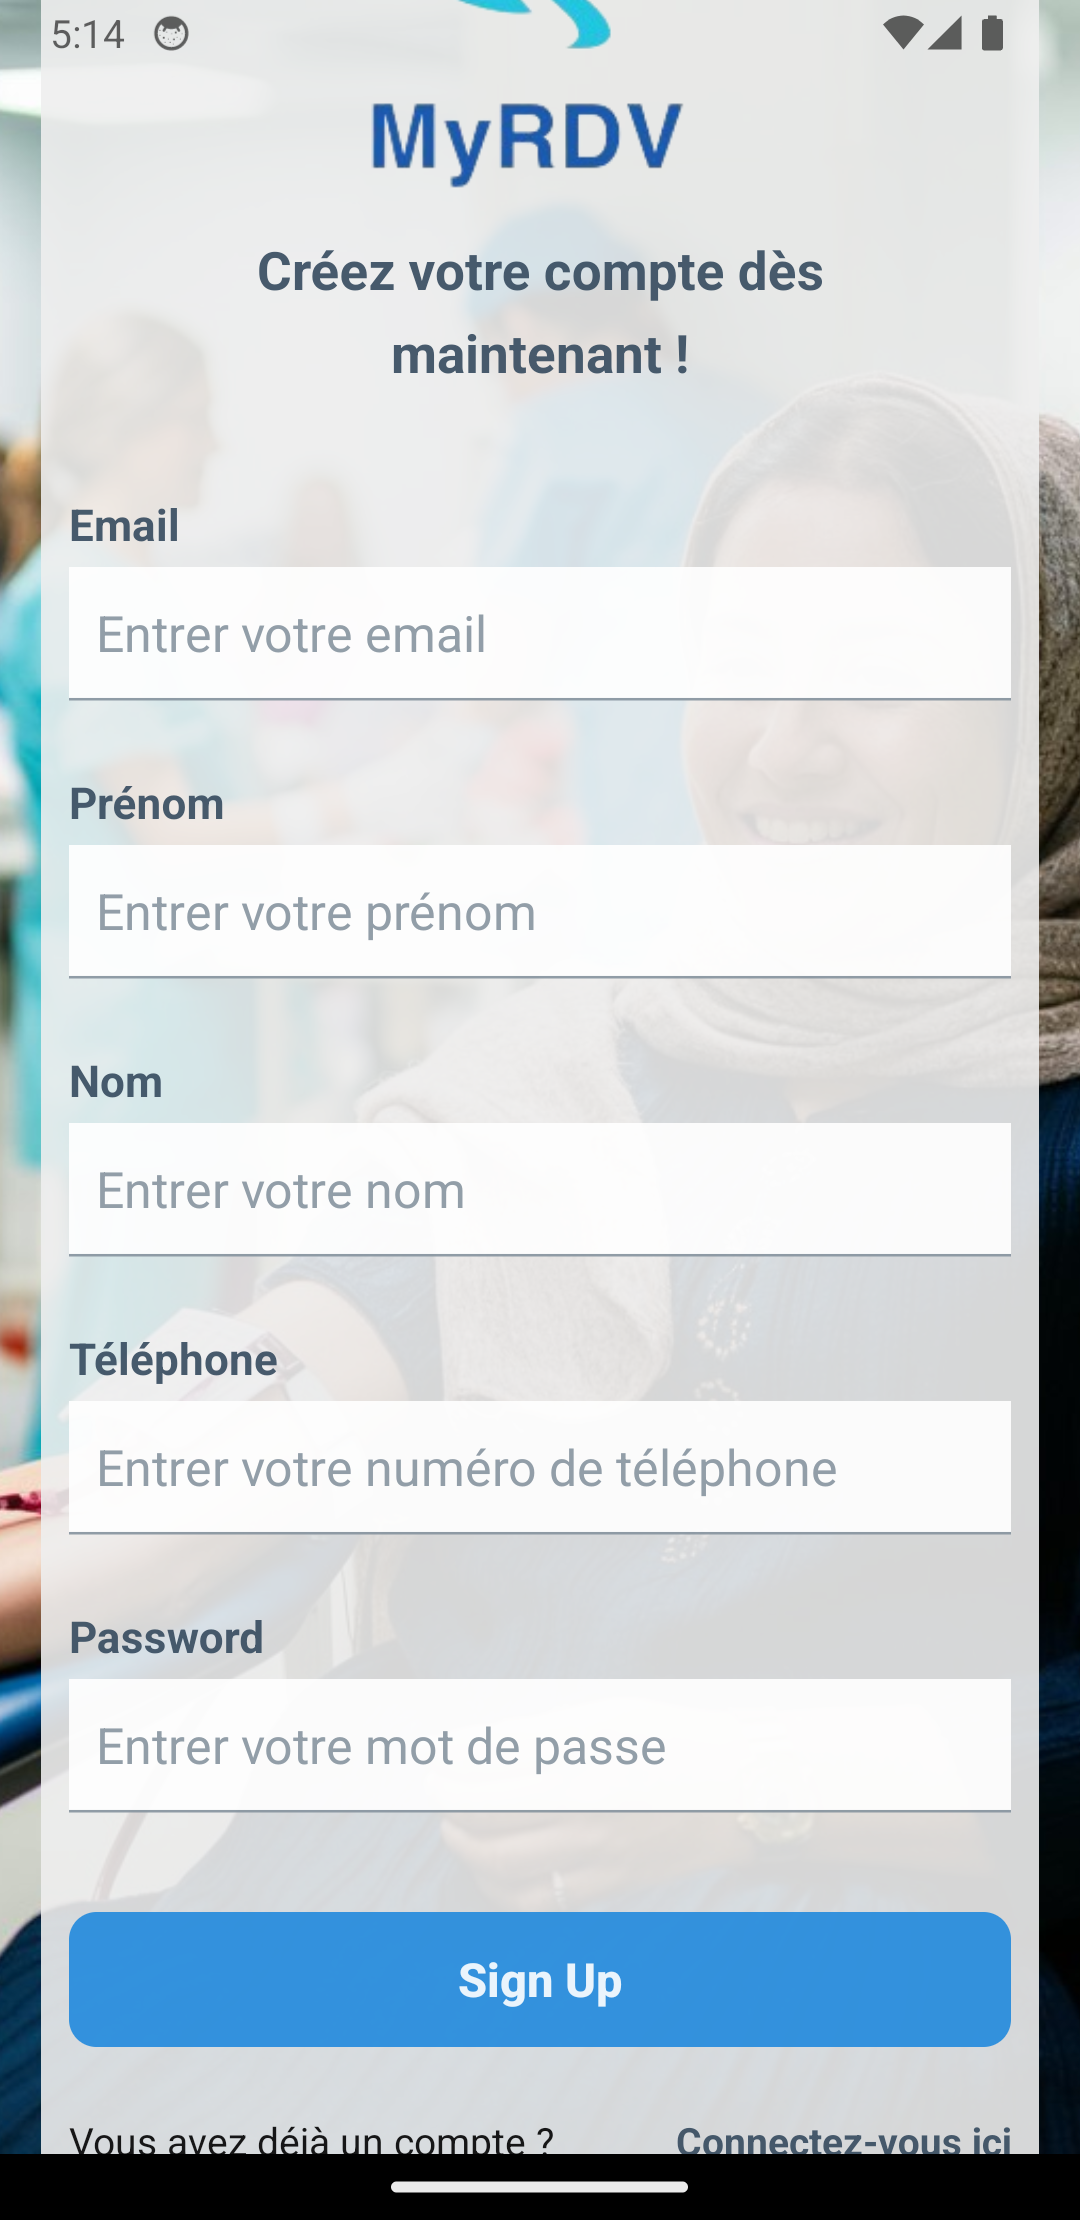 5:14
MyRDV
Créez votre compte dès
maintenant !
Email
Entrer votre email
Prénom
Entrer votre prénom
Nom
Entrer votre nom
Téléphone
Entrer votre numéro de téléphone
Password
Entrer votre mot de passe
Sign Up
Vous avez déjà un compte ? Connectez-vous ici